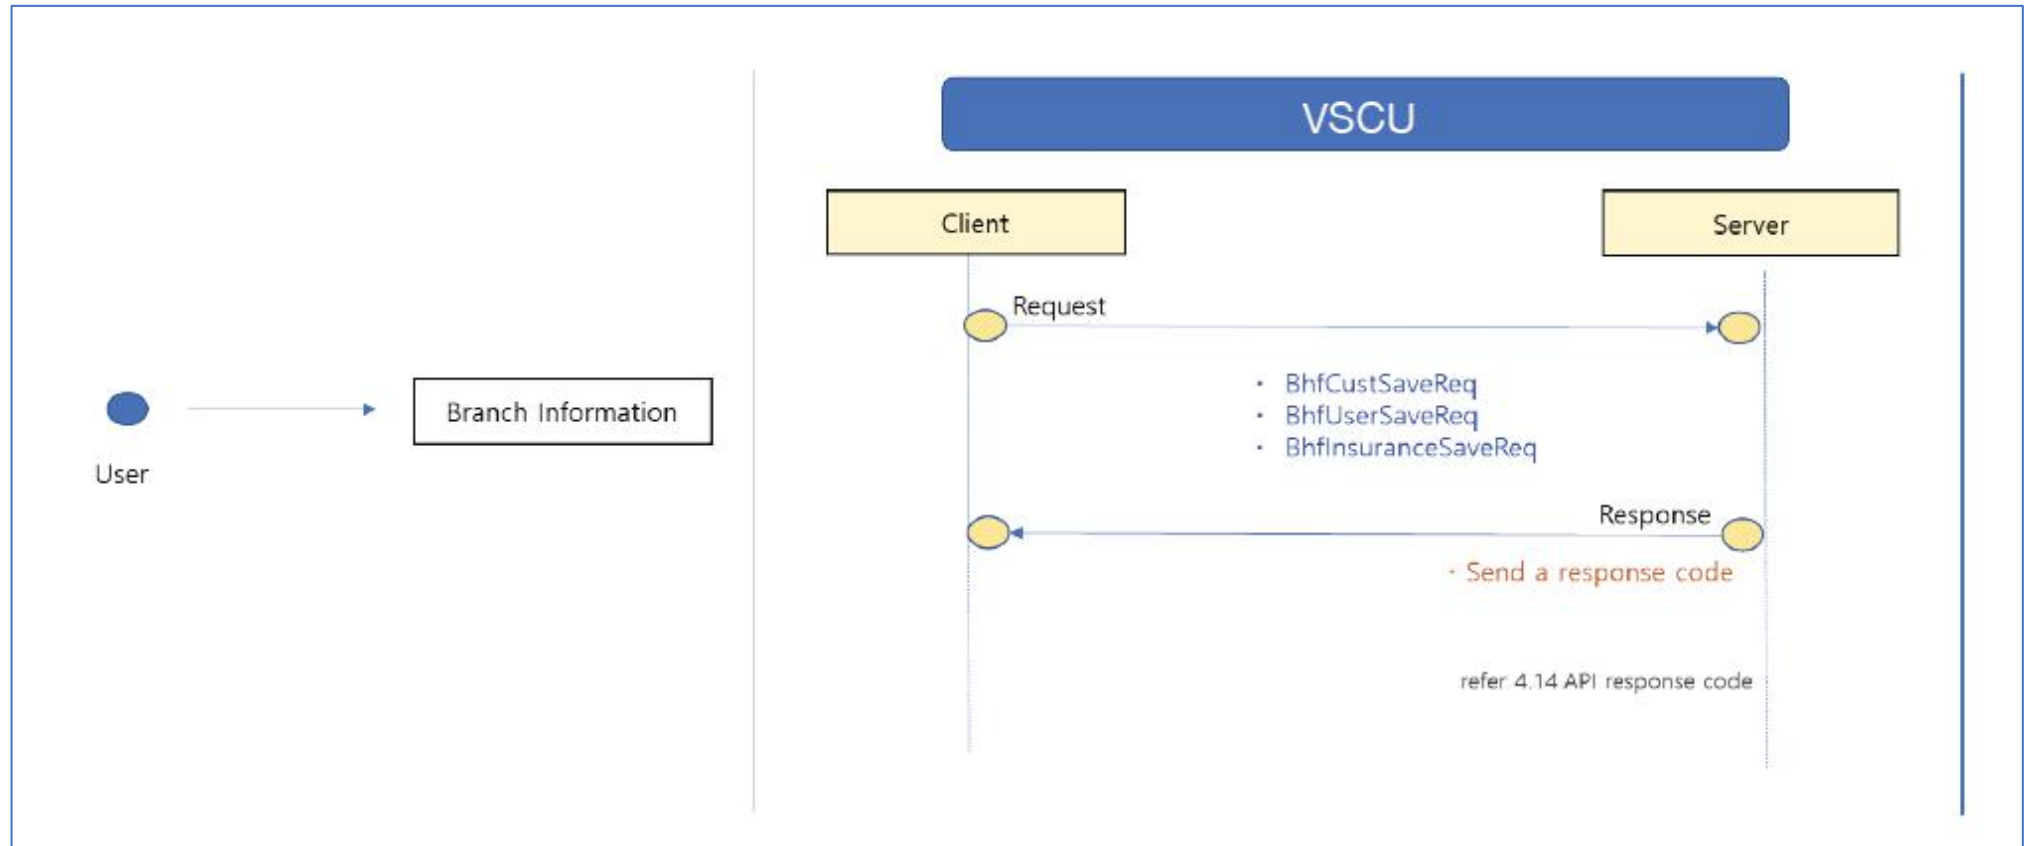 VSCU
Client
Server
Request
· BhfCustSaveReq
· BhfUserSaveReq
· BhfInsuranceSaveReq
Branch Information
User
Response
· Send a response code
refer 4.14 API response code